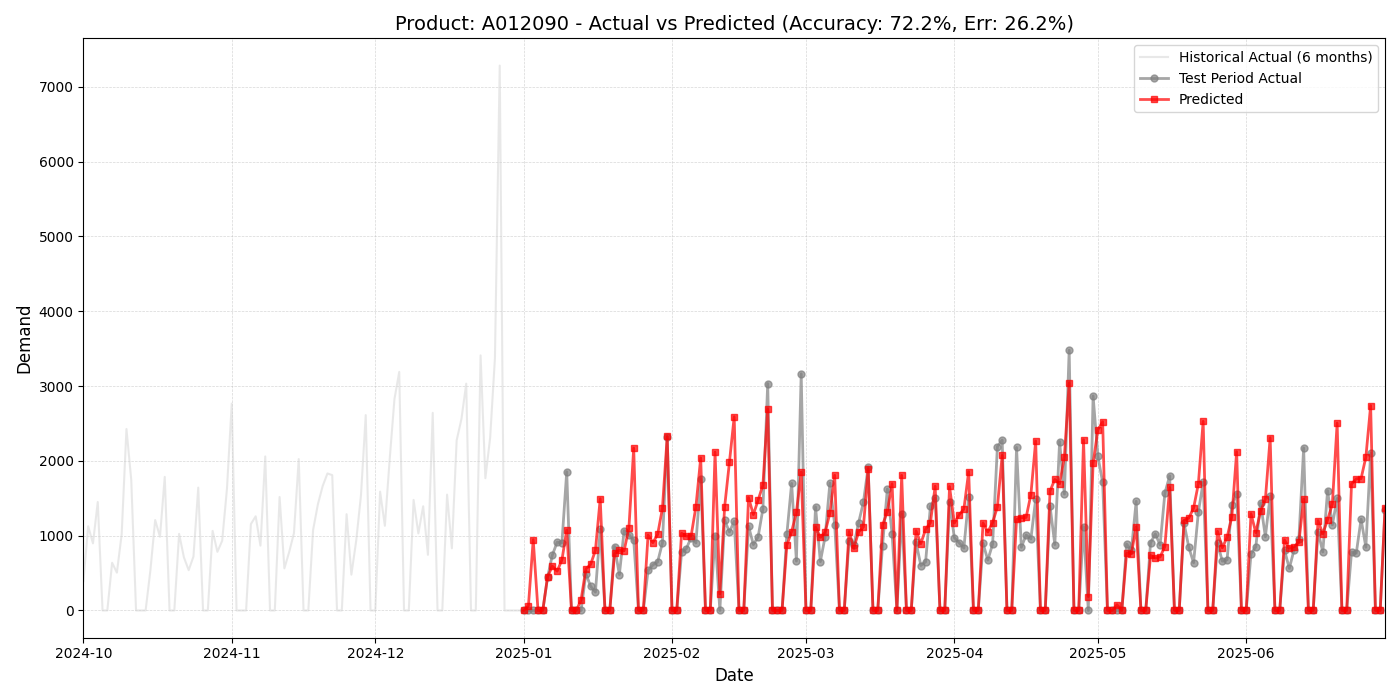 Product: A012090 - Actual vs Predicted (Accuracy: 72.2%, Err: 26.2%)
Historical Actual (6 months)
Test Period Actual
Predicted
Demand
7000
6000
5000
4000
3000
2000
1000
0
2024-10
2024-11
2024-12
2025-01
2025-02
2025-03
2025-04
2025-05
2025-06
Date